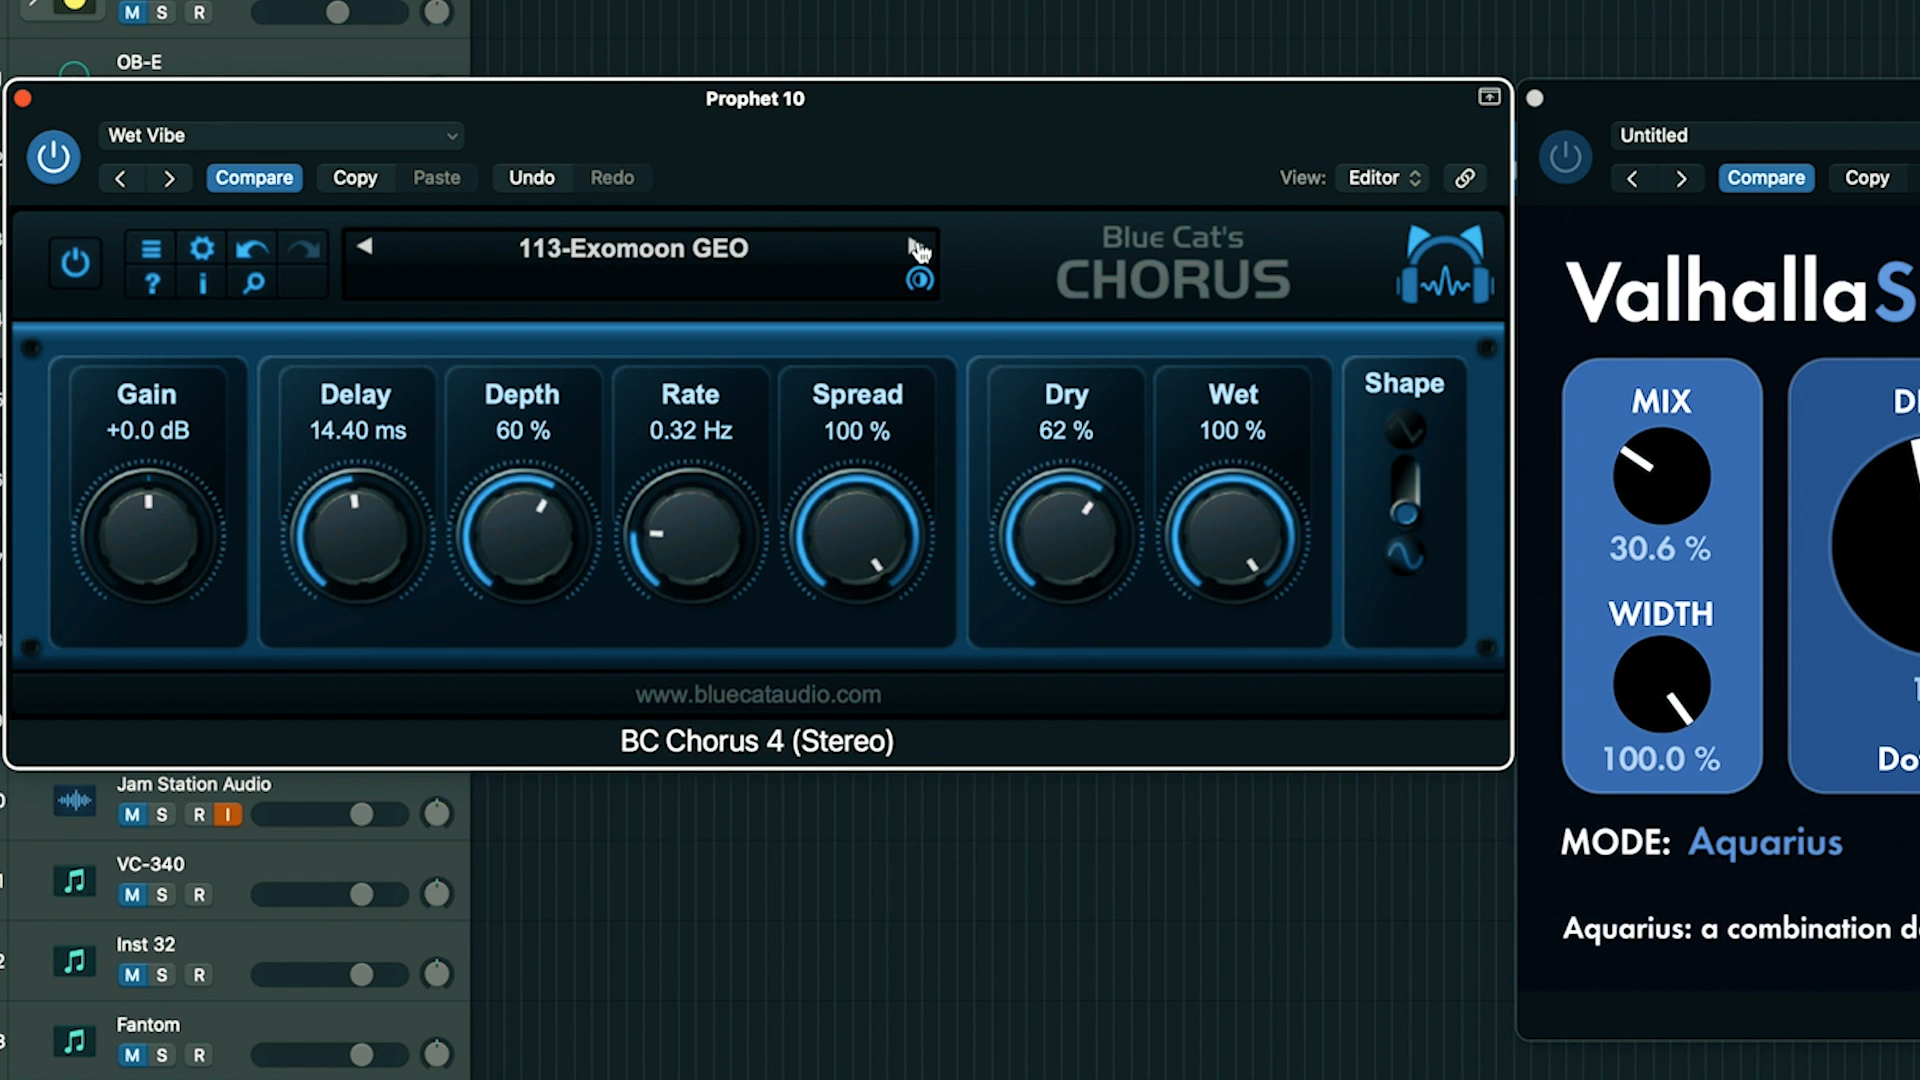 M S R
OB-E
Prophet 10
Wet Vibe
Compare Copy Paste Undo Redo
View: Editor
113-Exomoon GEO
Blue Cat's
CHORUS
? i
Gain
+0.0 dB
Delay
14.40 ms
Depth
60 %
Rate
0.32 Hz
Spread
100 %
Dry
62 %
Wet
100 %
Shape
www.bluecataudio.com
BC Chorus 4 (Stereo)
Jam Station Audio
M S R I
VC-340
M S R
Inst 32
M S R
Fantom
M S R
Untitled
Compare Copy
ValhallaS
MIX
30.6 %
WIDTH
100.0 %
MODE: Aquarius
Aquarius: a combination